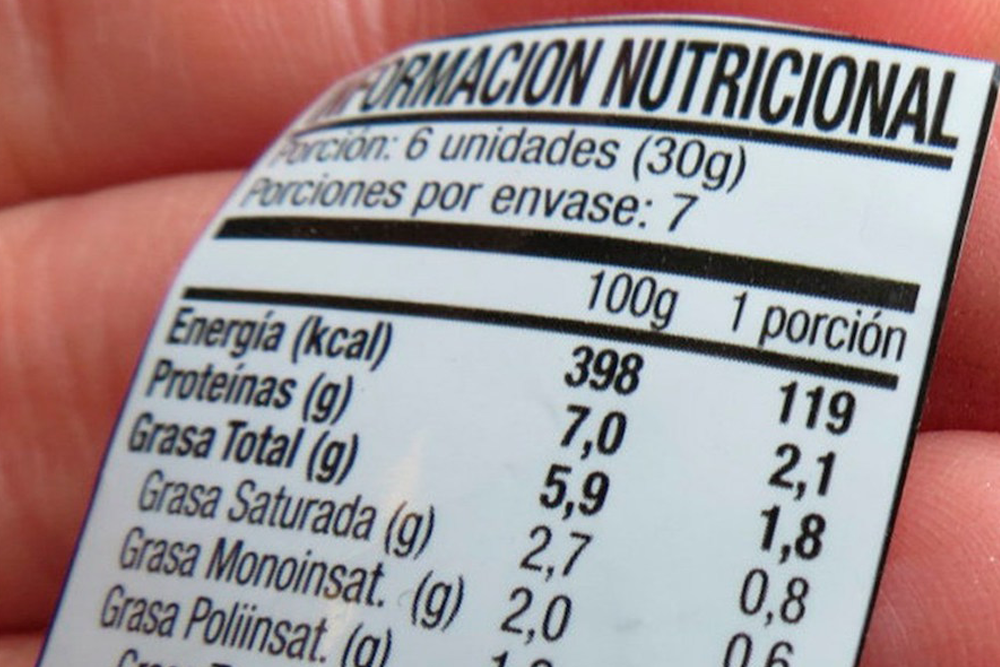 INFORMACION NUTRICIONAL
Porción: 6 unidades (30g)
Porciones por envase: 7
100g 1 porción
Energía (kcal) 398 119
Proteínas (g) 7,0 2,1
Grasa Total (g) 5,9 1,8
Grasa Saturada (g) 2,7 0,8
Grasa Monoinsat. (g) 2,0 0,6
Grasa Poliinsat. (g)